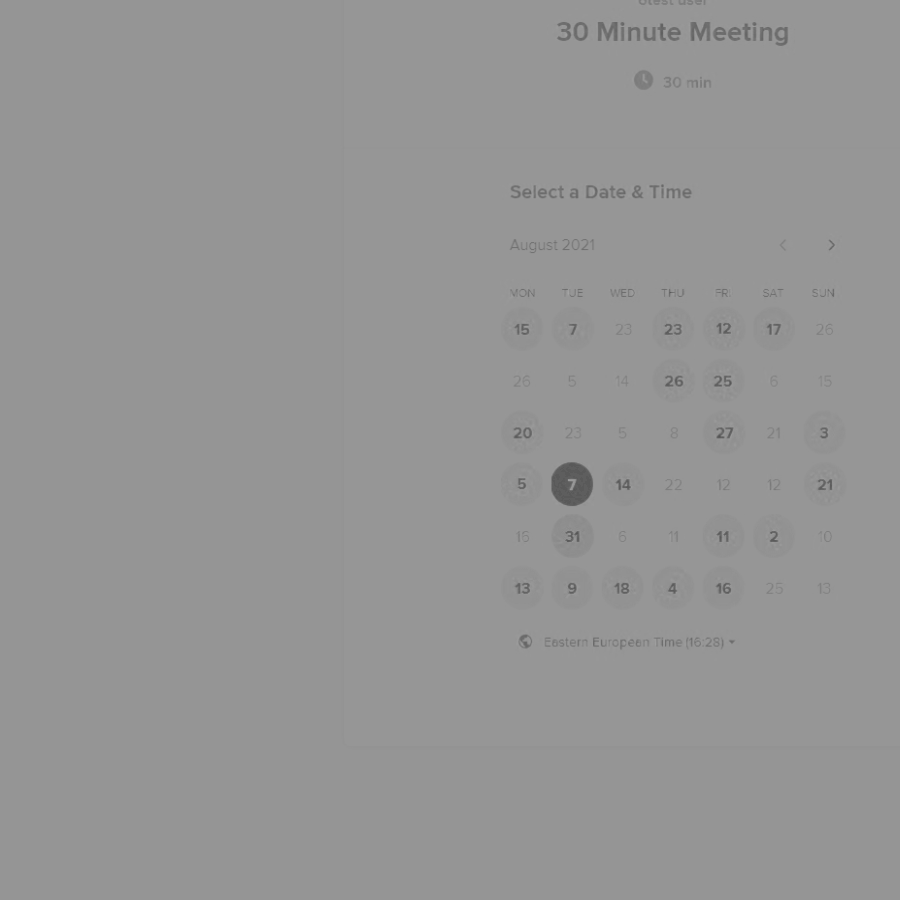 30 Minute Meeting
30 min
Select a Date & Time
August 2021
MON TUE WED THU FRI SAT SUN
15 7 23 23 12 17 26
26 5 14 26 25 6 15
20 23 5 8 27 21 3
5 7 14 22 12 12 21
15 31 6 11 11 2 10
13 9 18 4 16 25 13
Eastern European Time (16:28)